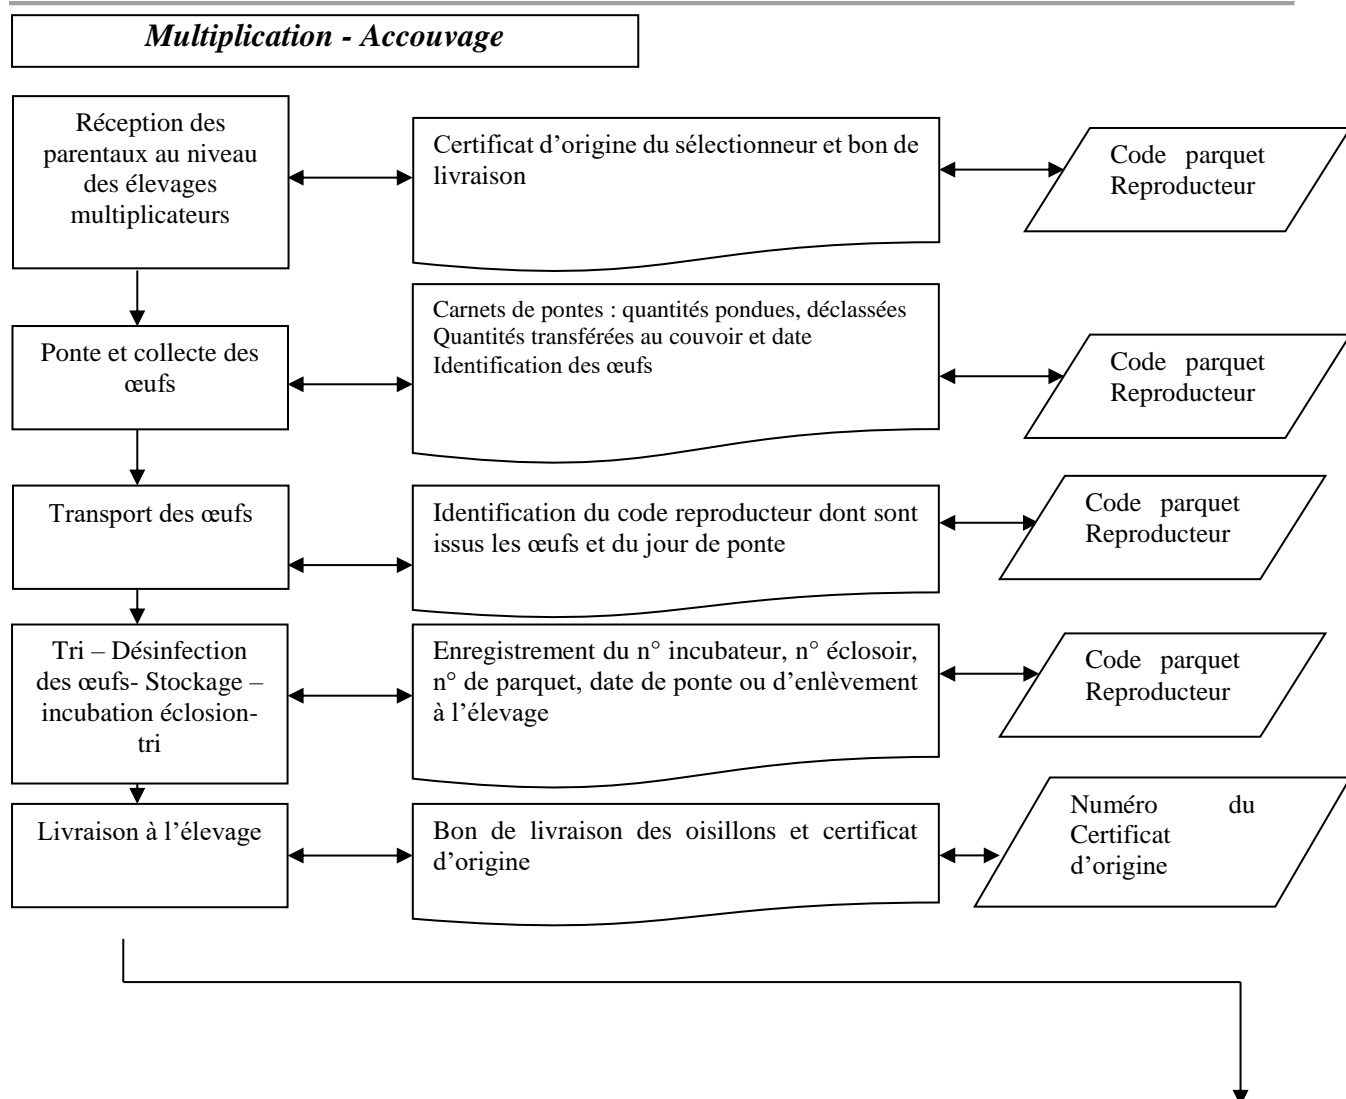 Multiplication - Accouvage
Réception des
parentaux au niveau
des élevages
multiplicateurs
Certificat d'origine du sélectionneur et bon de
livraison
Code parquet
Reproducteur
Ponte et collecte des
œufs
Carnets de pontes : quantités pondues, déclassées
Quantités transférées au couvoir et date
Identification des œufs
Code parquet
Reproducteur
Transport des œufs
Identification du code reproducteur dont sont
issus les œufs et du jour de ponte
Code parquet
Reproducteur
Tri – Désinfection
des œufs- Stockage –
incubation éclosion-
tri
Enregistrement du n° incubateur, n° éclosoir,
n° de parquet, date de ponte ou d'enlèvement
à l'élevage
Code parquet
Reproducteur
Livraison à l'élevage
Bon de livraison des oisillons et certificat
d'origine
Numéro du
Certificat
d'origine